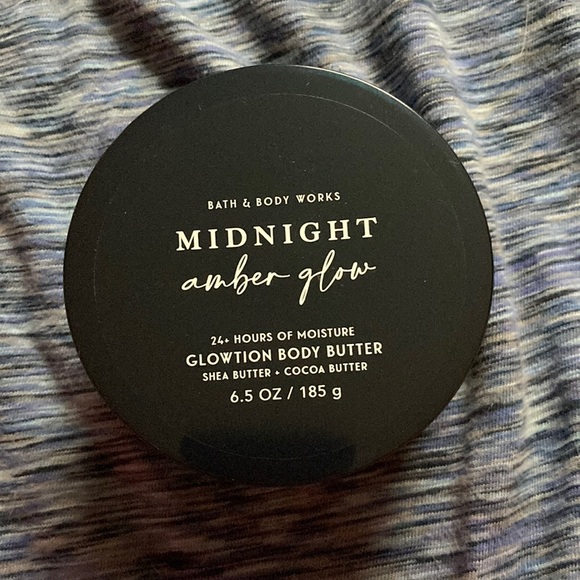 BATH & BODY WORKS
MIDNIGHT
amber glow
24+ HOURS OF MOISTURE
GLOWTION BODY BUTTER
SHEA BUTTER + COCOA BUTTER
6.5 OZ / 185 g